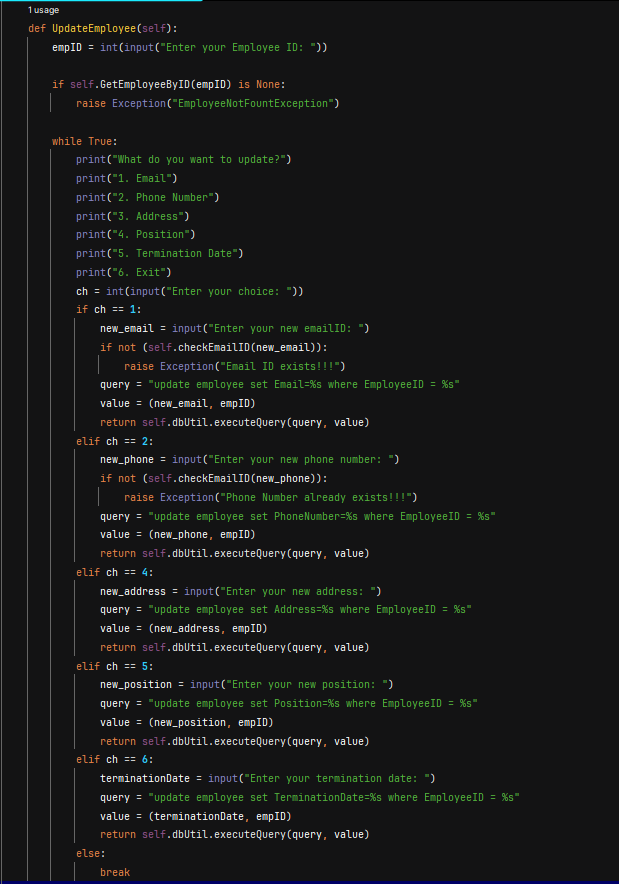 1 usage
def UpdateEmployee(self):
    empID = int(input("Enter your Employee ID: "))
    if self.GetEmployeeByID(empID) is None:
        raise Exception("EmployeeNotFountException")
    while True:
        print("What do you want to update?")
        print("1. Email")
        print("2. Phone Number")
        print("3. Address")
        print("4. Position")
        print("5. Termination Date")
        print("6. Exit")
        ch = int(input("Enter your choice: "))
        if ch == 1:
            new_email = input("Enter your new emailID: ")
            if not (self.checkEmailID(new_email)):
                raise Exception("Email ID exists!!!")
            query = "update employee set Email=%s where EmployeeID = %s"
            value = (new_email, empID)
            return self.dbUtil.executeQuery(query, value)
        elif ch == 2:
            new_phone = input("Enter your new phone number: ")
            if not (self.checkEmailID(new_phone)):
                raise Exception("Phone Number already exists!!!")
            query = "update employee set PhoneNumber=%s where EmployeeID = %s"
            value = (new_phone, empID)
            return self.dbUtil.executeQuery(query, value)
        elif ch == 4:
            new_address = input("Enter your new address: ")
            query = "update employee set Address=%s where EmployeeID = %s"
            value = (new_address, empID)
            return self.dbUtil.executeQuery(query, value)
        elif ch == 5:
            new_position = input("Enter your new position: ")
            query = "update employee set Position=%s where EmployeeID = %s"
            value = (new_position, empID)
            return self.dbUtil.executeQuery(query, value)
        elif ch == 6:
            terminationDate = input("Enter your termination date: ")
            query = "update employee set TerminationDate=%s where EmployeeID = %s"
            value = (terminationDate, empID)
            return self.dbUtil.executeQuery(query, value)
        else:
            break